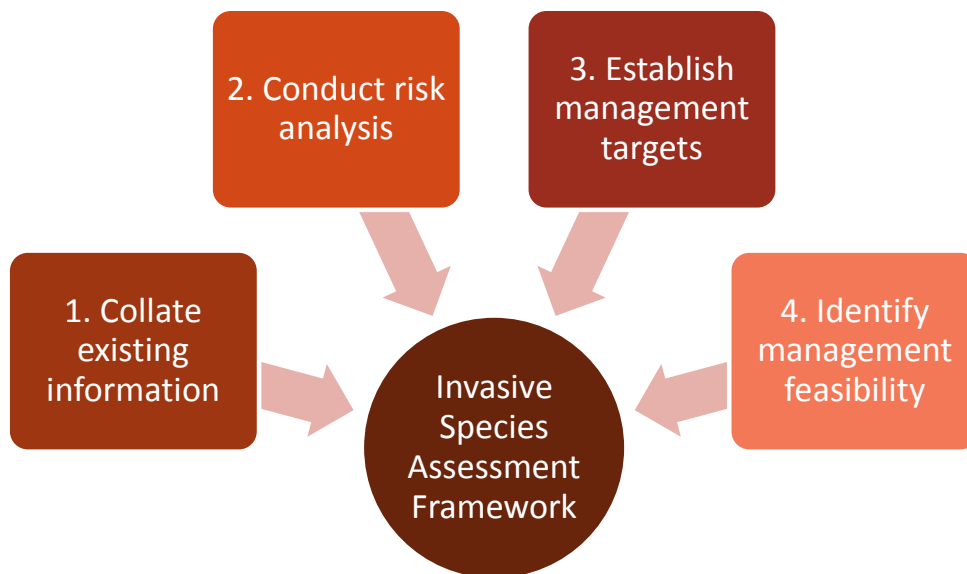 1. Collate
existing
information
2. Conduct risk
analysis
3. Establish
management
targets
4. Identify
management
feasibility
Invasive
Species
Assessment
Framework